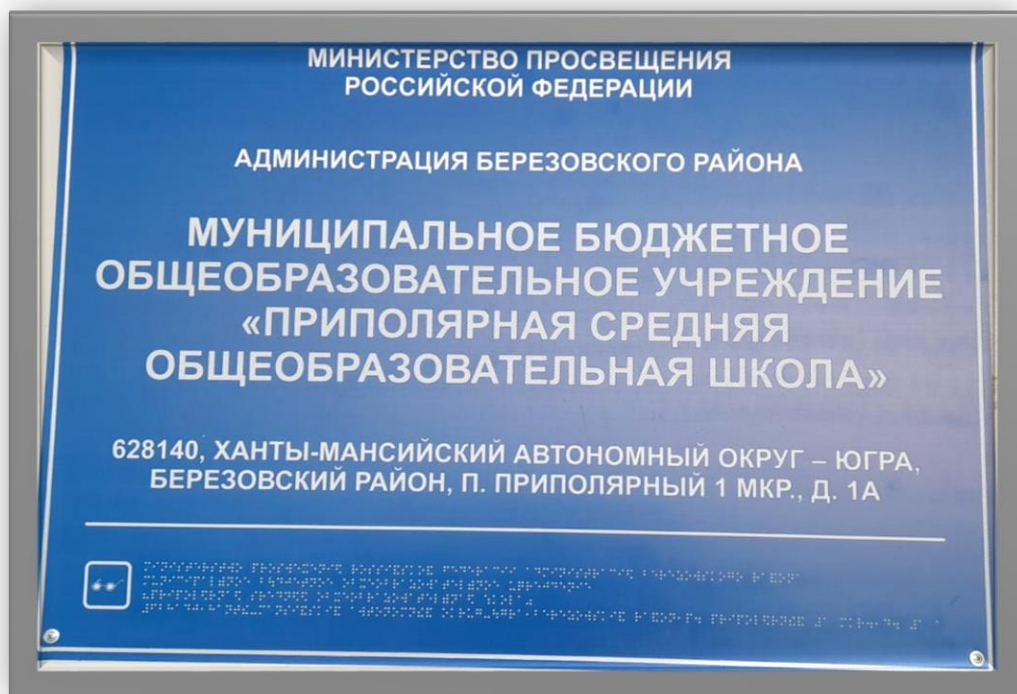 МИНИСТЕРСТВО ПРОСВЕЩЕНИЯ
РОССИЙСКОЙ ФЕДЕРАЦИИ
АДМИНИСТРАЦИЯ БЕРЕЗОВСКОГО РАЙОНА
МУНИЦИПАЛЬНОЕ БЮДЖЕТНОЕ
ОБЩЕОБРАЗОВАТЕЛЬНОЕ УЧРЕЖДЕНИЕ
«ПРИПОЛЯРНАЯ СРЕДНЯЯ
ОБЩЕОБРАЗОВАТЕЛЬНАЯ ШКОЛА»
628140, ХАНТЫ-МАНСИЙСКИЙ АВТОНОМНЫЙ ОКРУГ – ЮГРА,
БЕРЕЗОВСКИЙ РАЙОН, П. ПРИПОЛЯРНЫЙ 1 МКР., Д. 1А